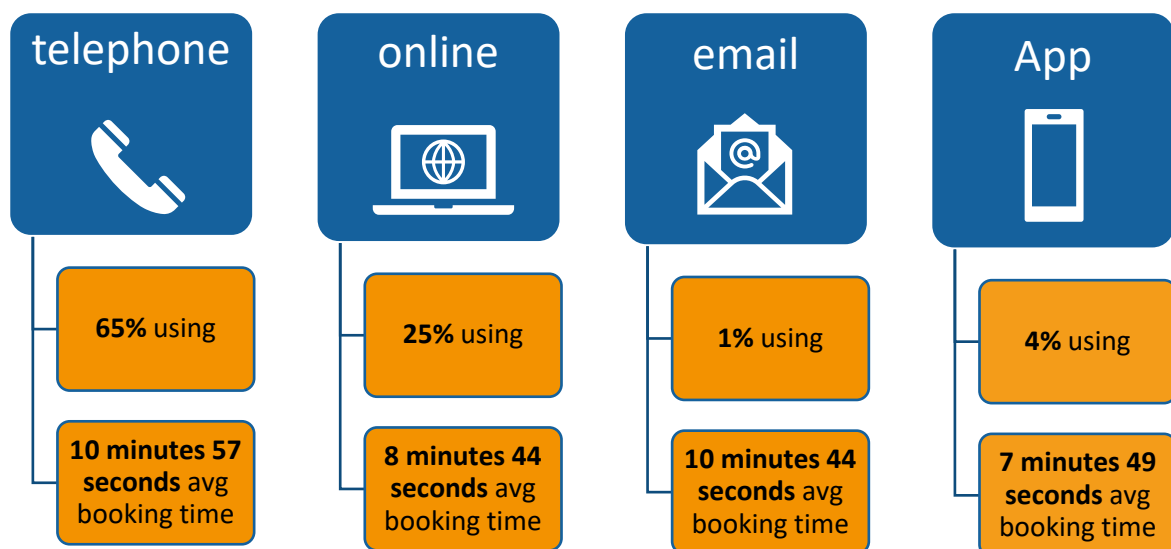 telephone
65% using
10 minutes 57
seconds avg
booking time
online
25% using
8 minutes 44
seconds avg
booking time
email
@
1% using
10 minutes 44
seconds avg
booking time
App
4% using
7 minutes 49
seconds avg
booking time